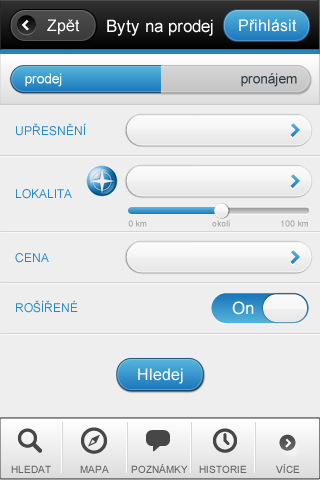 Zpět Byty na prodej Přihlásit
prodej pronájem
UPŘESNĚNÍ
LOKALITA
0 km okolí 100 km
CENA
ROŠÍŘENÉ On
Hledej
HLEDAT MAPA POZNÁMKY HISTORIE VÍCE